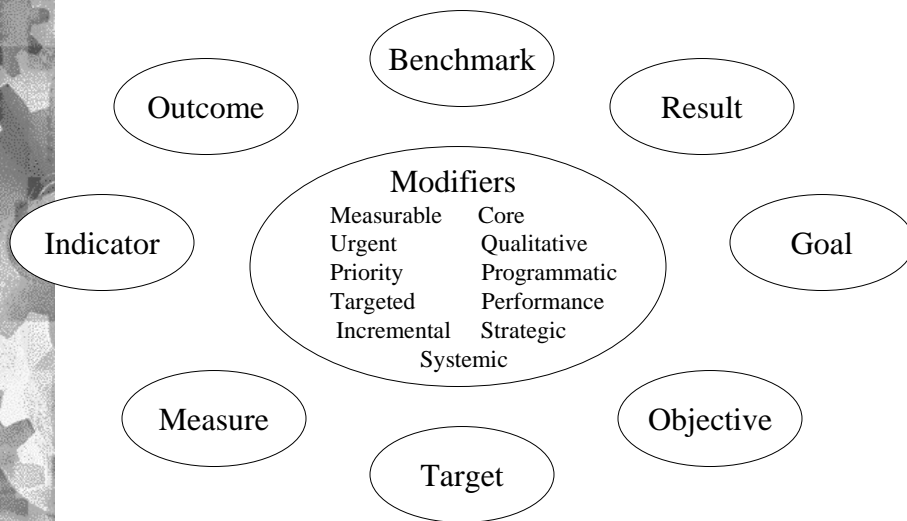 Benchmark
Outcome
Result
Modifiers
Measurable Core
Urgent Qualitative
Priority Programmatic
Targeted Performance
Incremental Strategic
Systemic
Indicator
Goal
Measure
Objective
Target